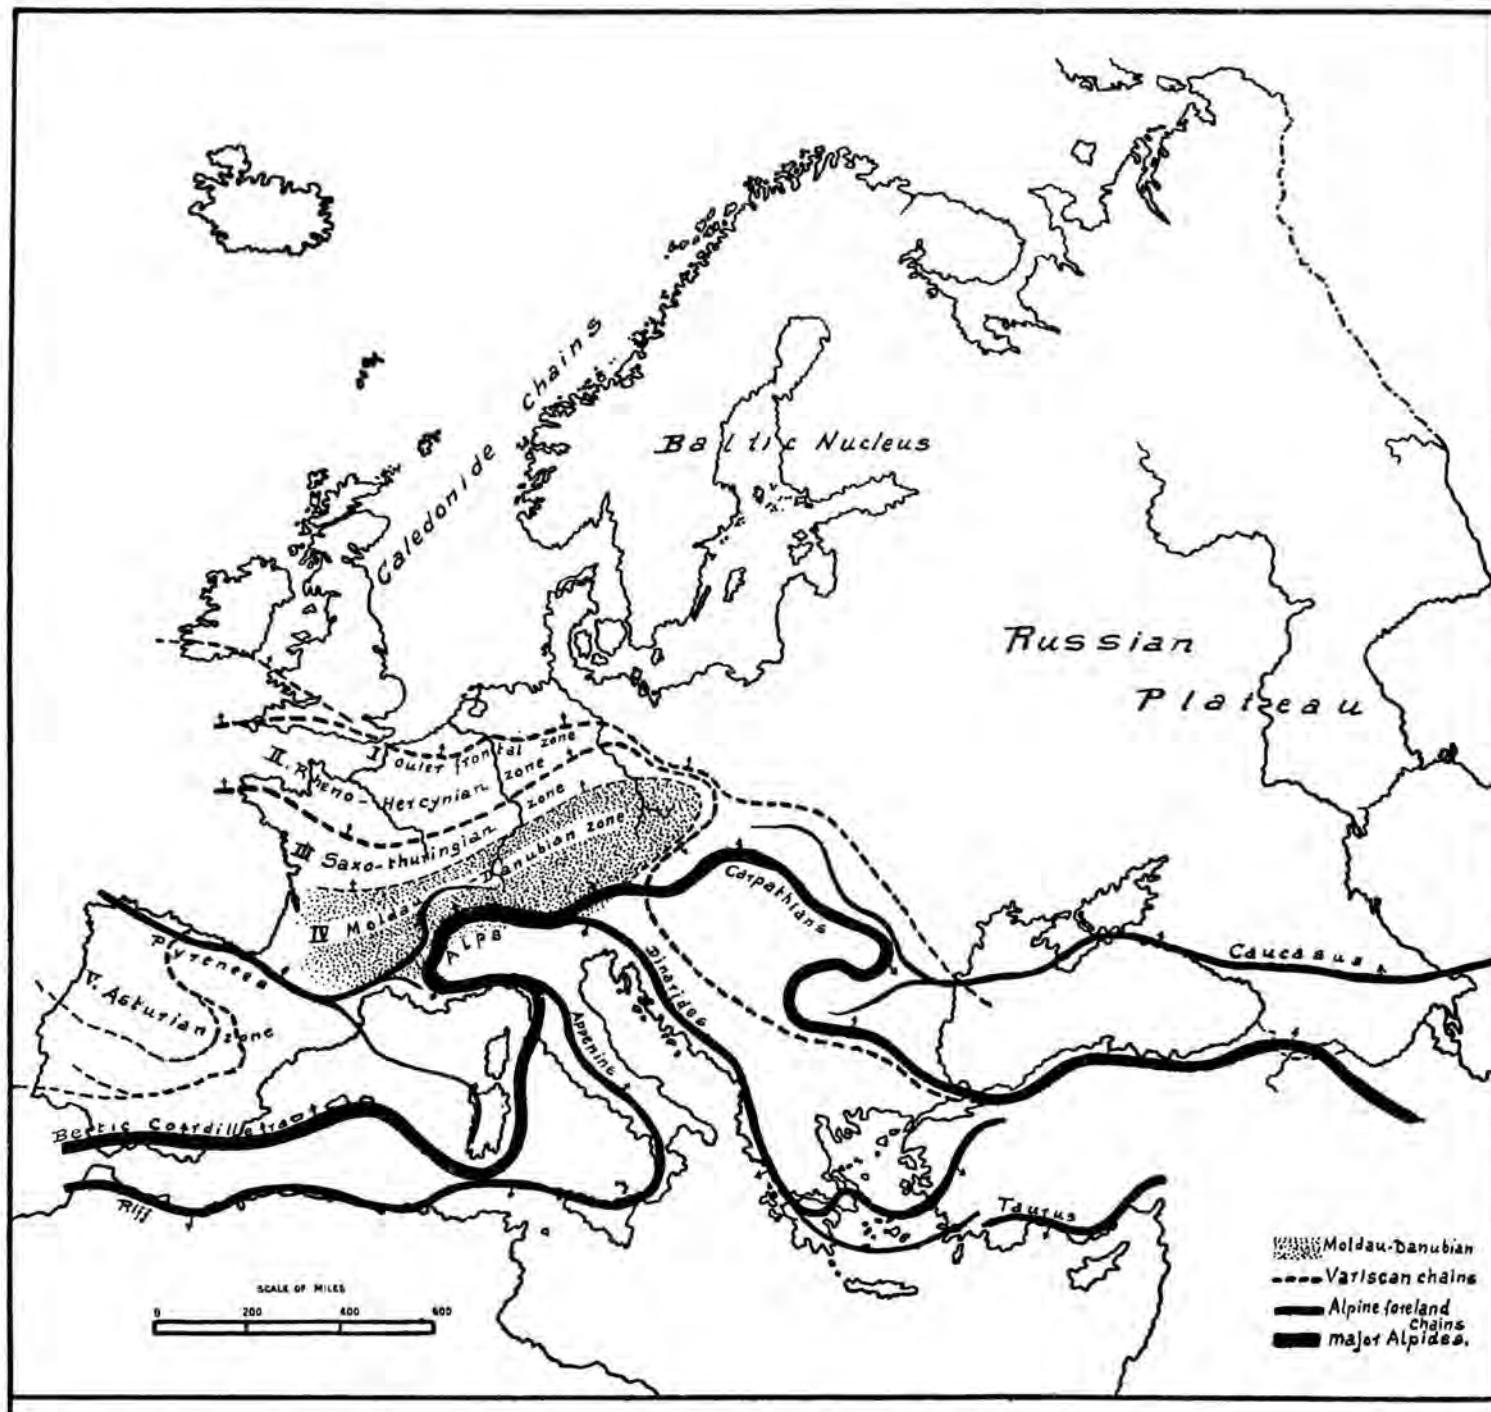 Caledonide chains
Baltic Nucleus
Russian
Plateau
I outer frontal zone
II. Rheno-Hercynian zone
III Saxo-thuringian zone
IV Moldau-Danubian zone
Carpathians
ALPS
Pyrenees
Dinarides
Caucasus
V. Asturian zone
Appenine
Bectic Cordillera
Riff
Taurus
SCALE OF MILES
0 200 400 600
Moldau-Danubian
Variscan chains
Alpine foreland
chains
major Alpides.